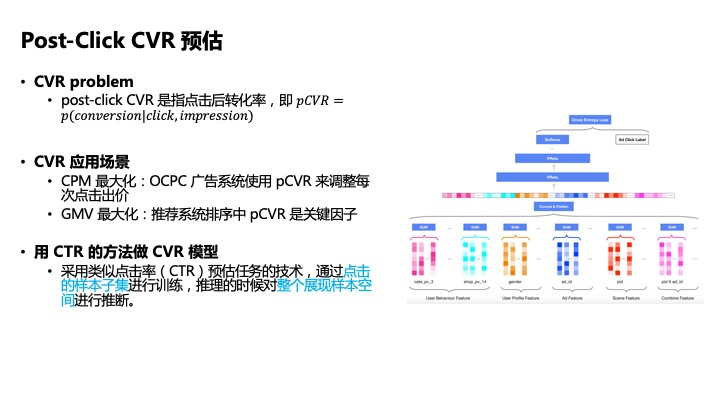 Post-Click CVR 预估
• CVR problem
• post-click CVR 是指点击后转化率，即 pCVR =
p(conversion|click, impression)
• CVR 应用场景
• CPM 最大化：OCPC 广告系统使用 pCVR 来调整每
次点击出价
• GMV 最大化：推荐系统排序中 pCVR 是关键因子
• 用 CTR 的方法做 CVR 模型
• 采用类似点击率（CTR）预估任务的技术，通过点击
的样本子集进行训练，推理的时候对整个展现样本空
间进行推断。
Cross Entropy Loss
Softmax Ad Click Label
...
PRelu
PRelu
Concat & Flatten
SUM ... SUM SUM ... SUM ... SUM ... SUM ...
cate_pv_3 shop_pv_14 gender ad_id pid pid # ad_id
User Behaviour Feature User Profile Feature Ad Feature Scene Feature Combine Feature